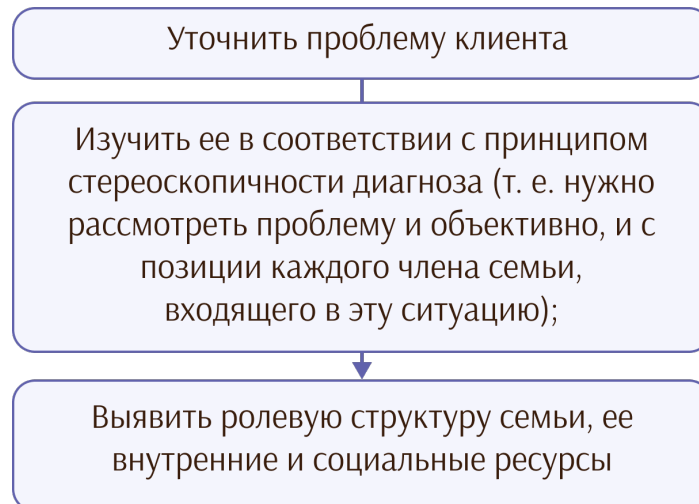 Уточнить проблему клиента
Изучить ее в соответствии с принципом
стереоскопичности диагноза (т. е. нужно
рассмотреть проблему и объективно, и с
позиции каждого члена семьи,
входящего в эту ситуацию);
Выявить ролевую структуру семьи, ее
внутренние и социальные ресурсы